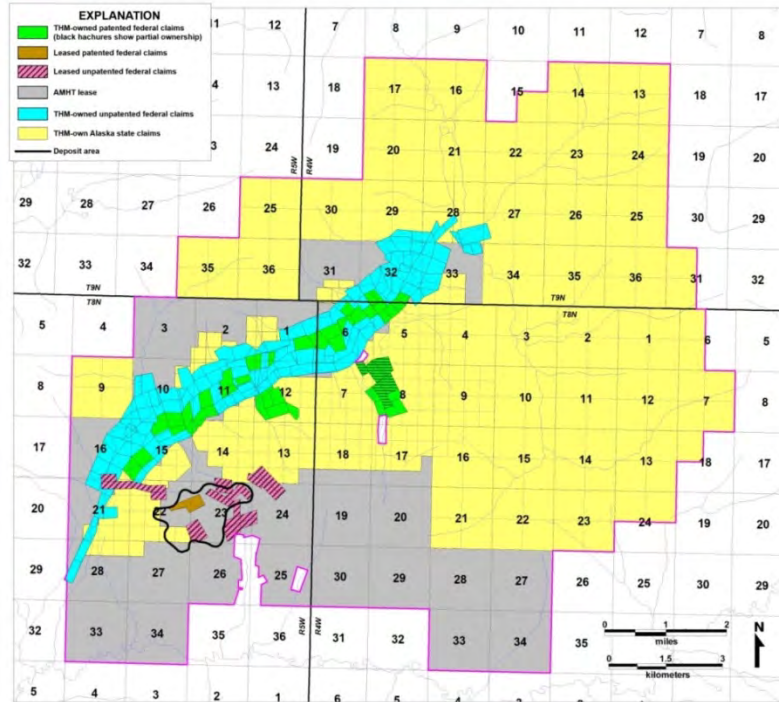 EXPLANATION
THM-owned patented federal claims
(black hachures show partial ownership)
Leased patented federal claims
Leased unpatented federal claims
AMHT lease
THM-owned unpatented federal claims
THM-own Alaska state claims
Deposit area
11 12 7 8 9 10 11 12 7 8
13 18 17 16 15 14 13 18 17
24 R5W R4W 19 20 21 22 23 24 19 20
29 28 27 26 25 30 29 28 27 26 25 30 29
32 33 34 35 36 31 32 33 34 35 36 31 32
T9N T9N
T8N T8N
5 4 3 2 1 6 5 4 3 2 1 6 5
8 9 10 11 12 7 8 9 10 11 12 7 8
17 16 15 14 13 18 17 16 15 14 13 18 17
20 21 22 23 24 19 20 21 22 23 24 19 20
29 28 27 26 25 30 29 28 27 26 25 30 29
32 33 34 35 36 R5W R4W 31 32 33 34 35
0 1 2
miles
0 1.5 3
kilometers
N
5 4 3 2 1 6 5 4